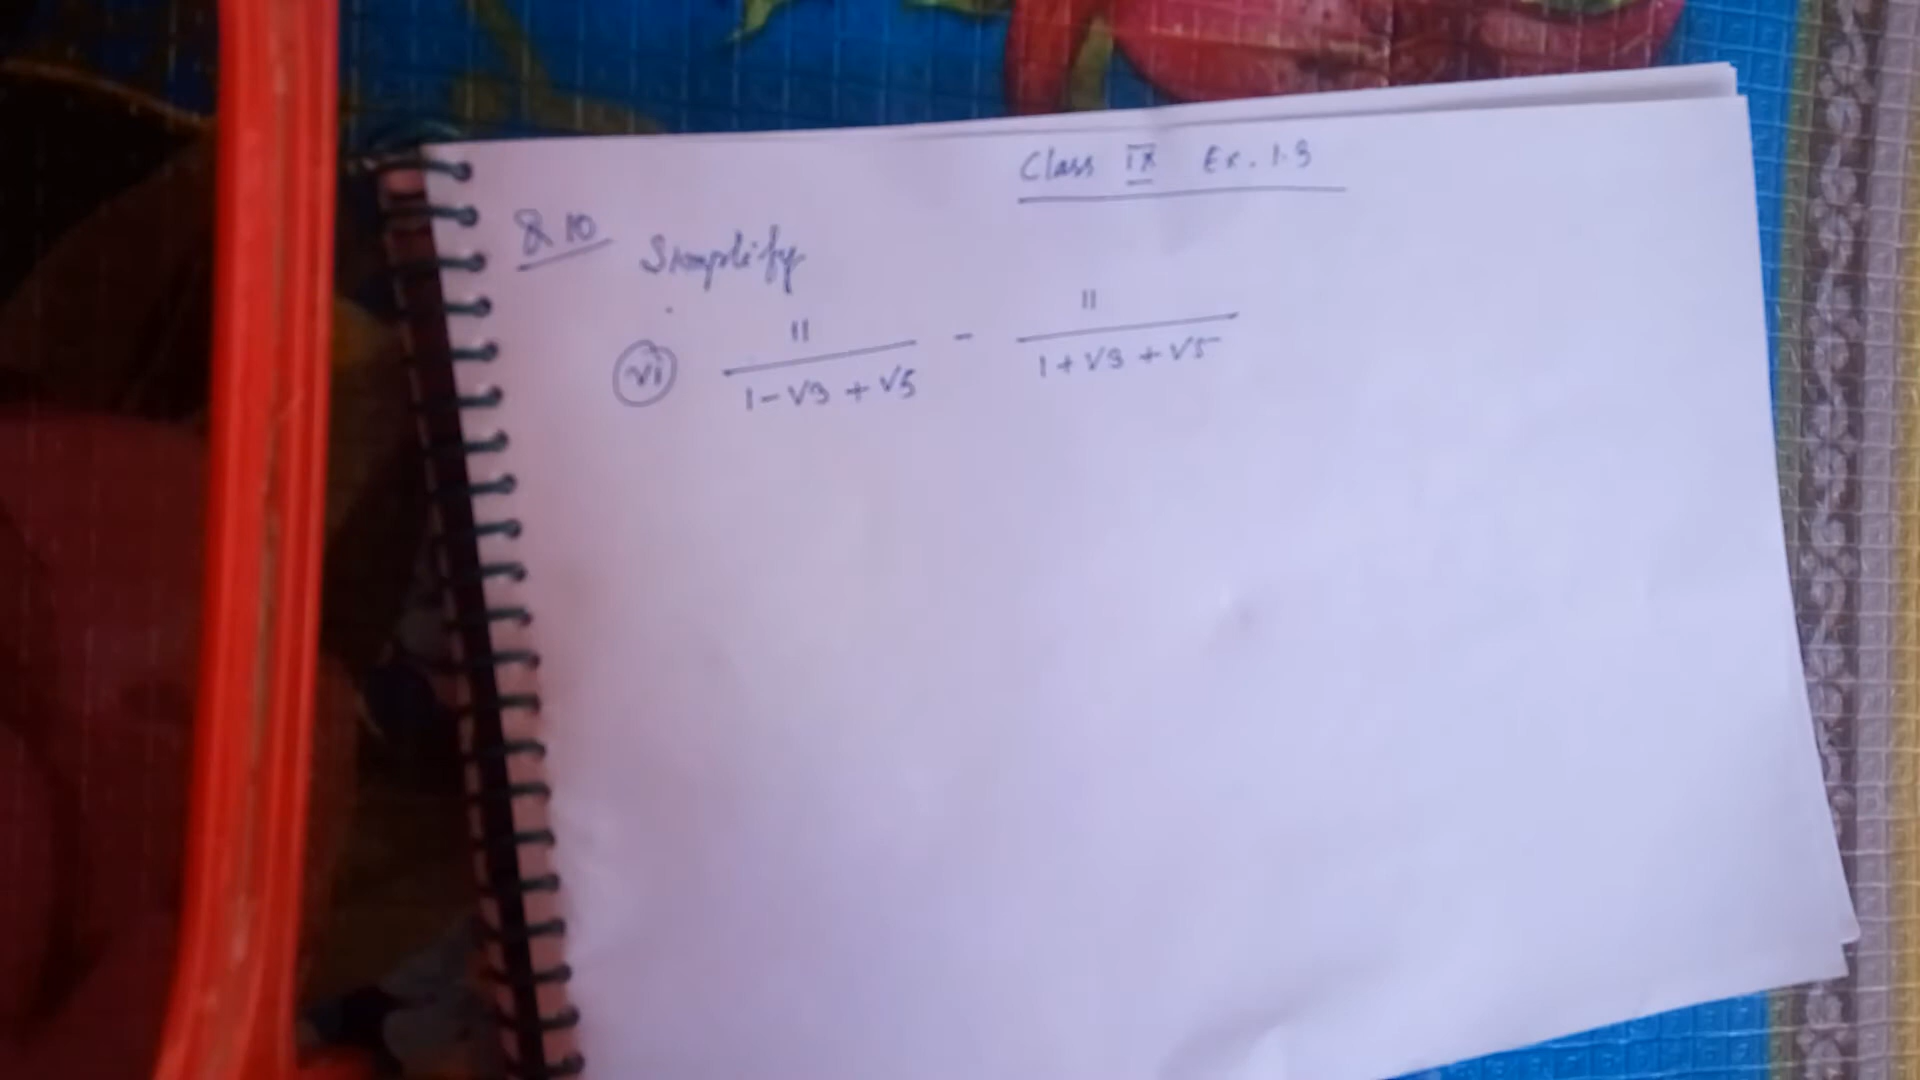 Class IX Ex. 1.3
Q 10 Simplify
(vi) 11 / (1 - √3 + √5) - 11 / (1 + √3 + √5)